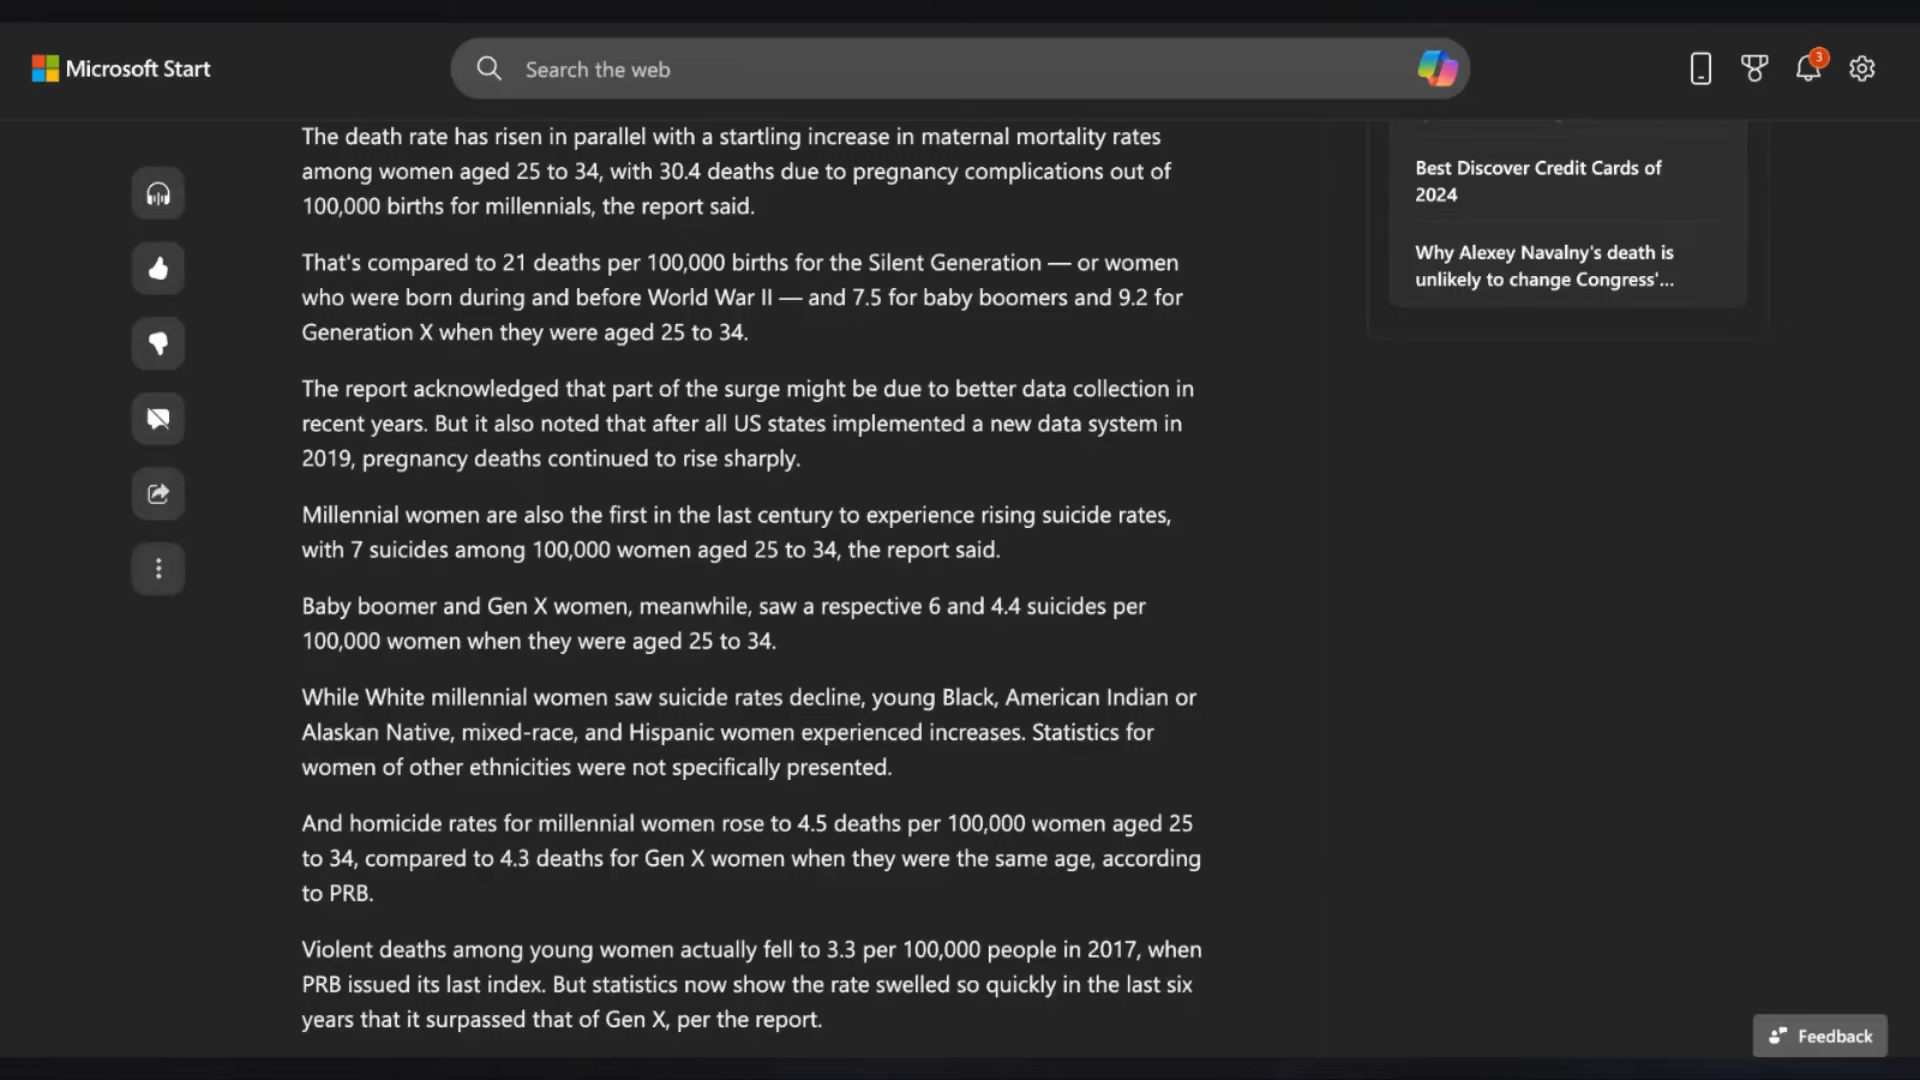 Microsoft Start
Search the web
3
The death rate has risen in parallel with a startling increase in maternal mortality rates
among women aged 25 to 34, with 30.4 deaths due to pregnancy complications out of
100,000 births for millennials, the report said.
That's compared to 21 deaths per 100,000 births for the Silent Generation — or women
who were born during and before World War II — and 7.5 for baby boomers and 9.2 for
Generation X when they were aged 25 to 34.
The report acknowledged that part of the surge might be due to better data collection in
recent years. But it also noted that after all US states implemented a new data system in
2019, pregnancy deaths continued to rise sharply.
Millennial women are also the first in the last century to experience rising suicide rates,
with 7 suicides among 100,000 women aged 25 to 34, the report said.
Baby boomer and Gen X women, meanwhile, saw a respective 6 and 4.4 suicides per
100,000 women when they were aged 25 to 34.
While White millennial women saw suicide rates decline, young Black, American Indian or
Alaskan Native, mixed-race, and Hispanic women experienced increases. Statistics for
women of other ethnicities were not specifically presented.
And homicide rates for millennial women rose to 4.5 deaths per 100,000 women aged 25
to 34, compared to 4.3 deaths for Gen X women when they were the same age, according
to PRB.
Violent deaths among young women actually fell to 3.3 per 100,000 people in 2017, when
PRB issued its last index. But statistics now show the rate swelled so quickly in the last six
years that it surpassed that of Gen X, per the report.
Best Discover Credit Cards of
2024
Why Alexey Navalny's death is
unlikely to change Congress'...
Feedback